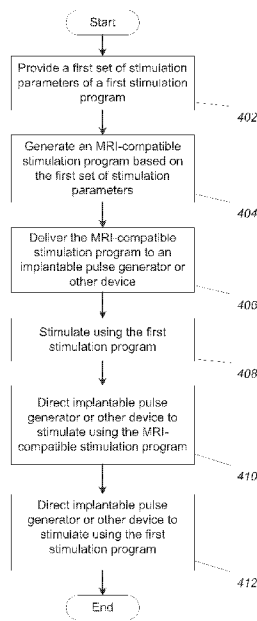 Start
Provide a first set of stimulation
parameters of a first stimulation
program
402
Generate an MRI-compatible
stimulation program based on
the first set of stimulation
parameters
404
Deliver the MRI-compatible
stimulation program to an
implantable pulse generator or
other device
406
Stimulate using the first
stimulation program
408
Direct implantable pulse
generator or other device to
stimulate using the MRI-
compatible stimulation program
410
Direct implantable pulse
generator or other device to
stimulate using the first
stimulation program
412
End